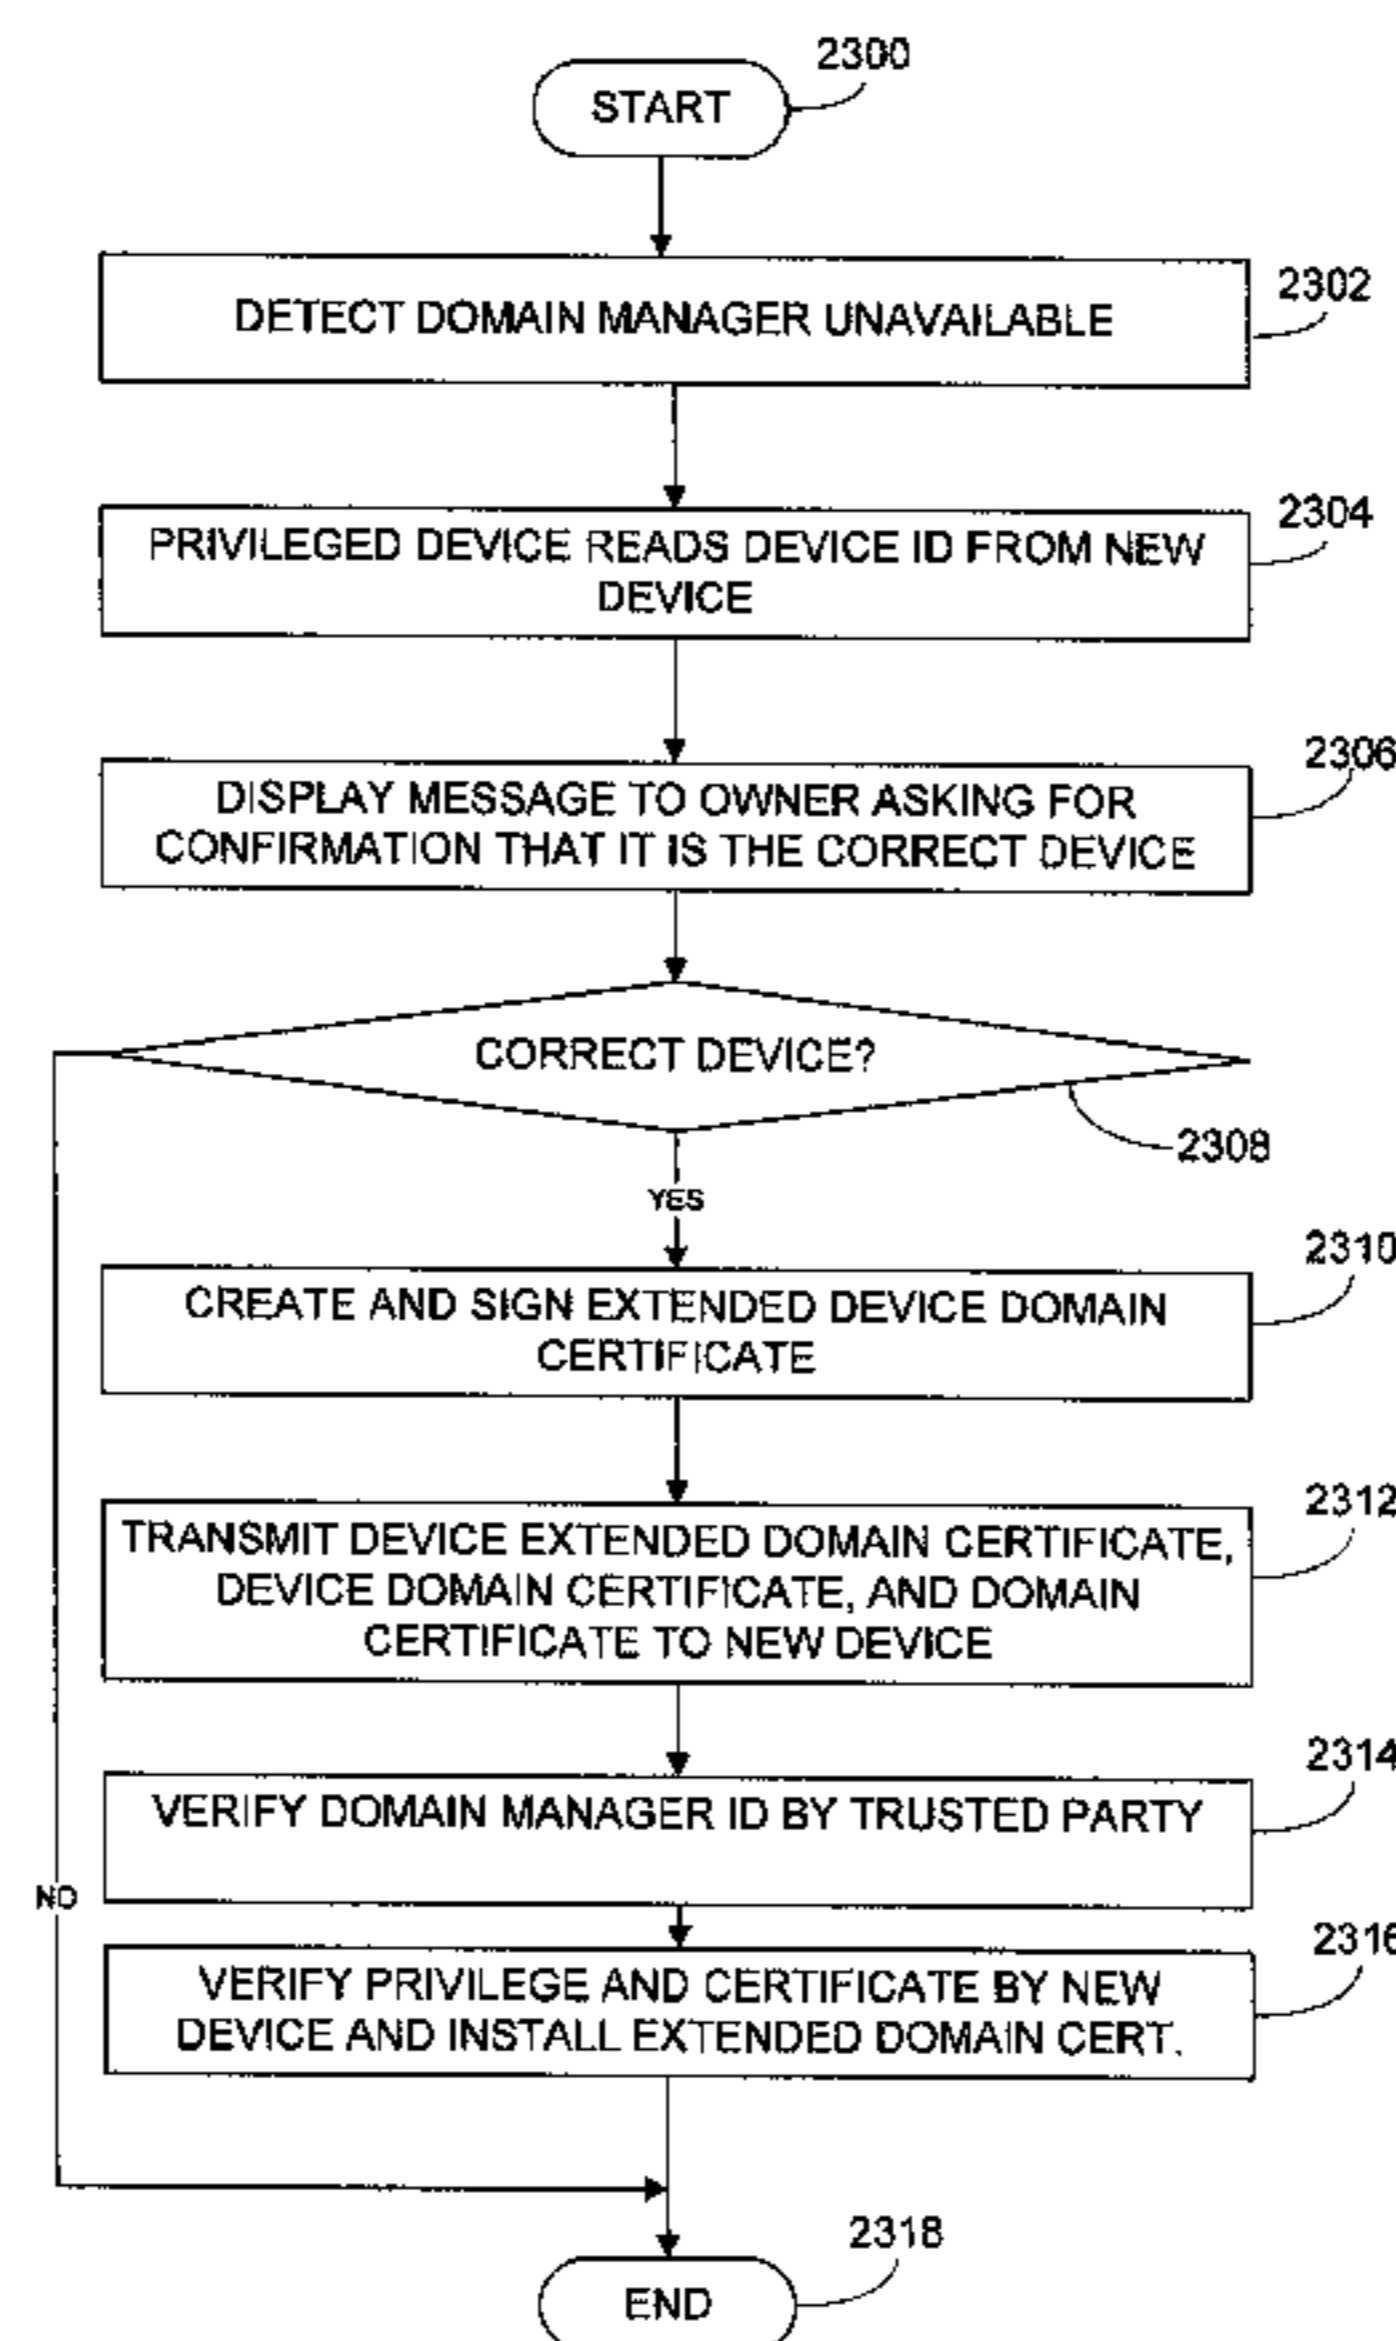 2300
START
2302
DETECT DOMAIN MANAGER UNAVAILABLE
2304
PRIVILEGED DEVICE READS DEVICE ID FROM NEW
DEVICE
2306
DISPLAY MESSAGE TO OWNER ASKING FOR
CONFIRMATION THAT IT IS THE CORRECT DEVICE
CORRECT DEVICE?
2308
YES
2310
CREATE AND SIGN EXTENDED DEVICE DOMAIN
CERTIFICATE
2312
TRANSMIT DEVICE EXTENDED DOMAIN CERTIFICATE,
DEVICE DOMAIN CERTIFICATE, AND DOMAIN
CERTIFICATE TO NEW DEVICE
2314
VERIFY DOMAIN MANAGER ID BY TRUSTED PARTY
NO
2316
VERIFY PRIVILEGE AND CERTIFICATE BY NEW
DEVICE AND INSTALL EXTENDED DOMAIN CERT.
2318
END